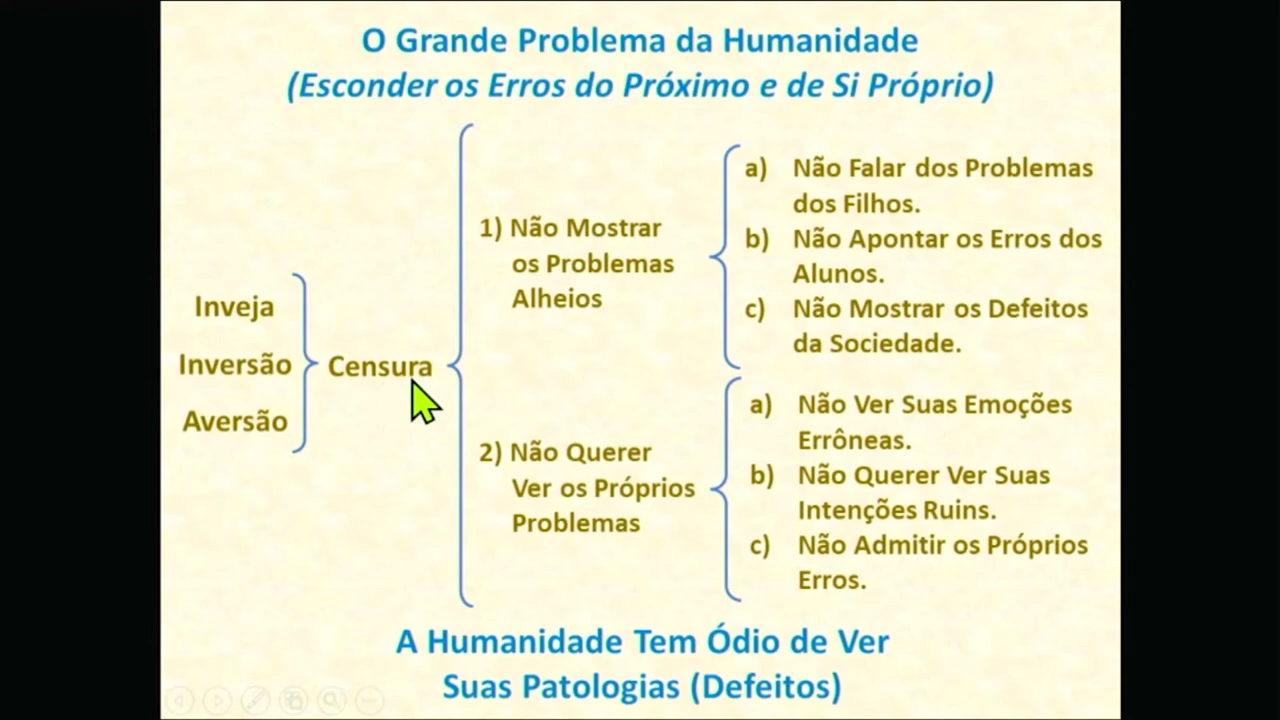 O Grande Problema da Humanidade
(Esconder os Erros do Próximo e de Si Próprio)
Inveja
Inversão
Aversão
Censura
1) Não Mostrar
os Problemas
Alheios
a) Não Falar dos Problemas
dos Filhos.
b) Não Apontar os Erros dos
Alunos.
c) Não Mostrar os Defeitos
da Sociedade.
2) Não Querer
Ver os Próprios
Problemas
a) Não Ver Suas Emoções
Errôneas.
b) Não Querer Ver Suas
Intenções Ruins.
c) Não Admitir os Próprios
Erros.
A Humanidade Tem Ódio de Ver
Suas Patologias (Defeitos)